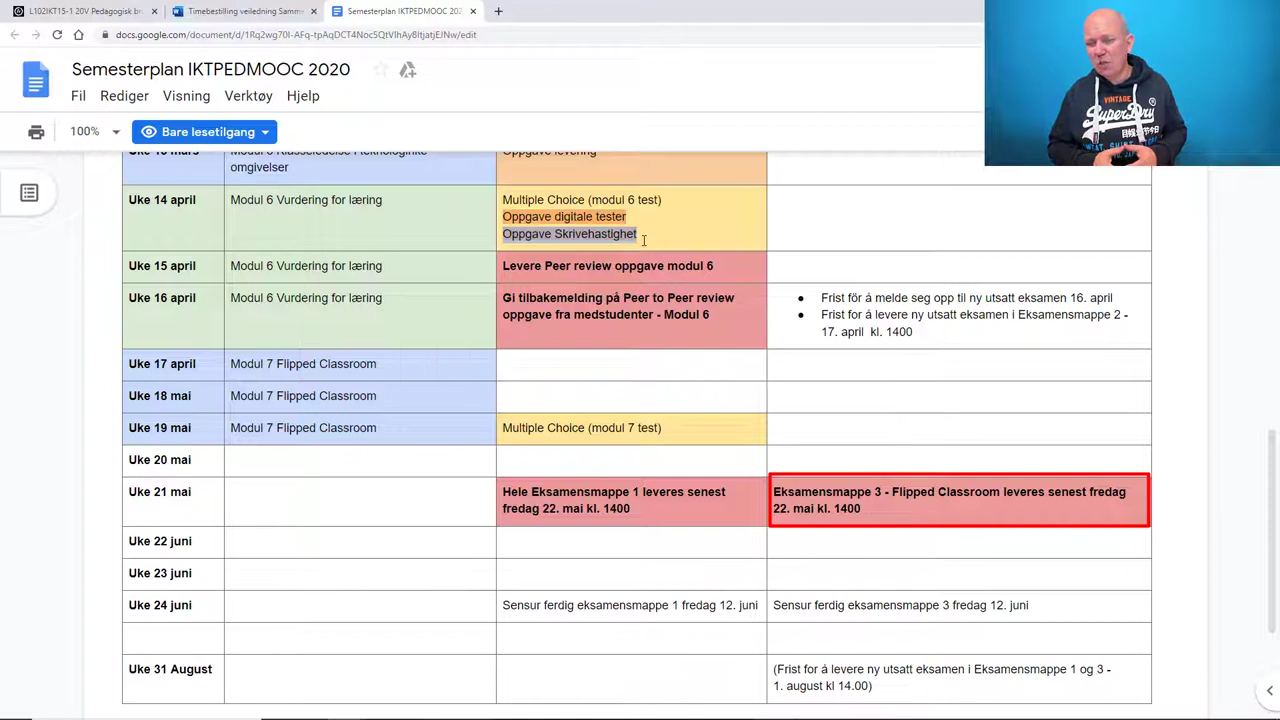 L102IKT15-1 20V Pedagogisk br
Timebestilling veiledning Samme
Semesterplan IKTPEDMOOC 202
docs.google.com/document/d/1Rq2wg70I-AFq-tpAqDCT4Noc5QtVlhAy8ltjatjEJNw/edit
Semesterplan IKTPEDMOOC 2020
Fil Rediger Visning Verktøy Hjelp
100% Bare lesetilgang
VINTAGE
SUPERDRY
omgivelser
Oppgave levering
Uke 14 april
Modul 6 Vurdering for læring
Multiple Choice (modul 6 test)
Oppgave digitale tester
Oppgave Skrivehastighet
Uke 15 april
Modul 6 Vurdering for læring
Levere Peer review oppgave modul 6
Uke 16 april
Modul 6 Vurdering for læring
Gi tilbakemelding på Peer to Peer review
oppgave fra medstudenter - Modul 6
● Frist för å melde seg opp til ny utsatt eksamen 16. april
● Frist for å levere ny utsatt eksamen i Eksamensmappe 2 -
17. april kl. 1400
Uke 17 april
Modul 7 Flipped Classroom
Uke 18 mai
Modul 7 Flipped Classroom
Uke 19 mai
Modul 7 Flipped Classroom
Multiple Choice (modul 7 test)
Uke 20 mai
Uke 21 mai
Hele Eksamensmappe 1 leveres senest
fredag 22. mai kl. 1400
Eksamensmappe 3 - Flipped Classroom leveres senest fredag
22. mai kl. 1400
Uke 22 juni
Uke 23 juni
Uke 24 juni
Sensur ferdig eksamensmappe 1 fredag 12. juni
Sensur ferdig eksamensmappe 3 fredag 12. juni
Uke 31 August
(Frist for å levere ny utsatt eksamen i Eksamensmappe 1 og 3 -
1. august kl 14.00)